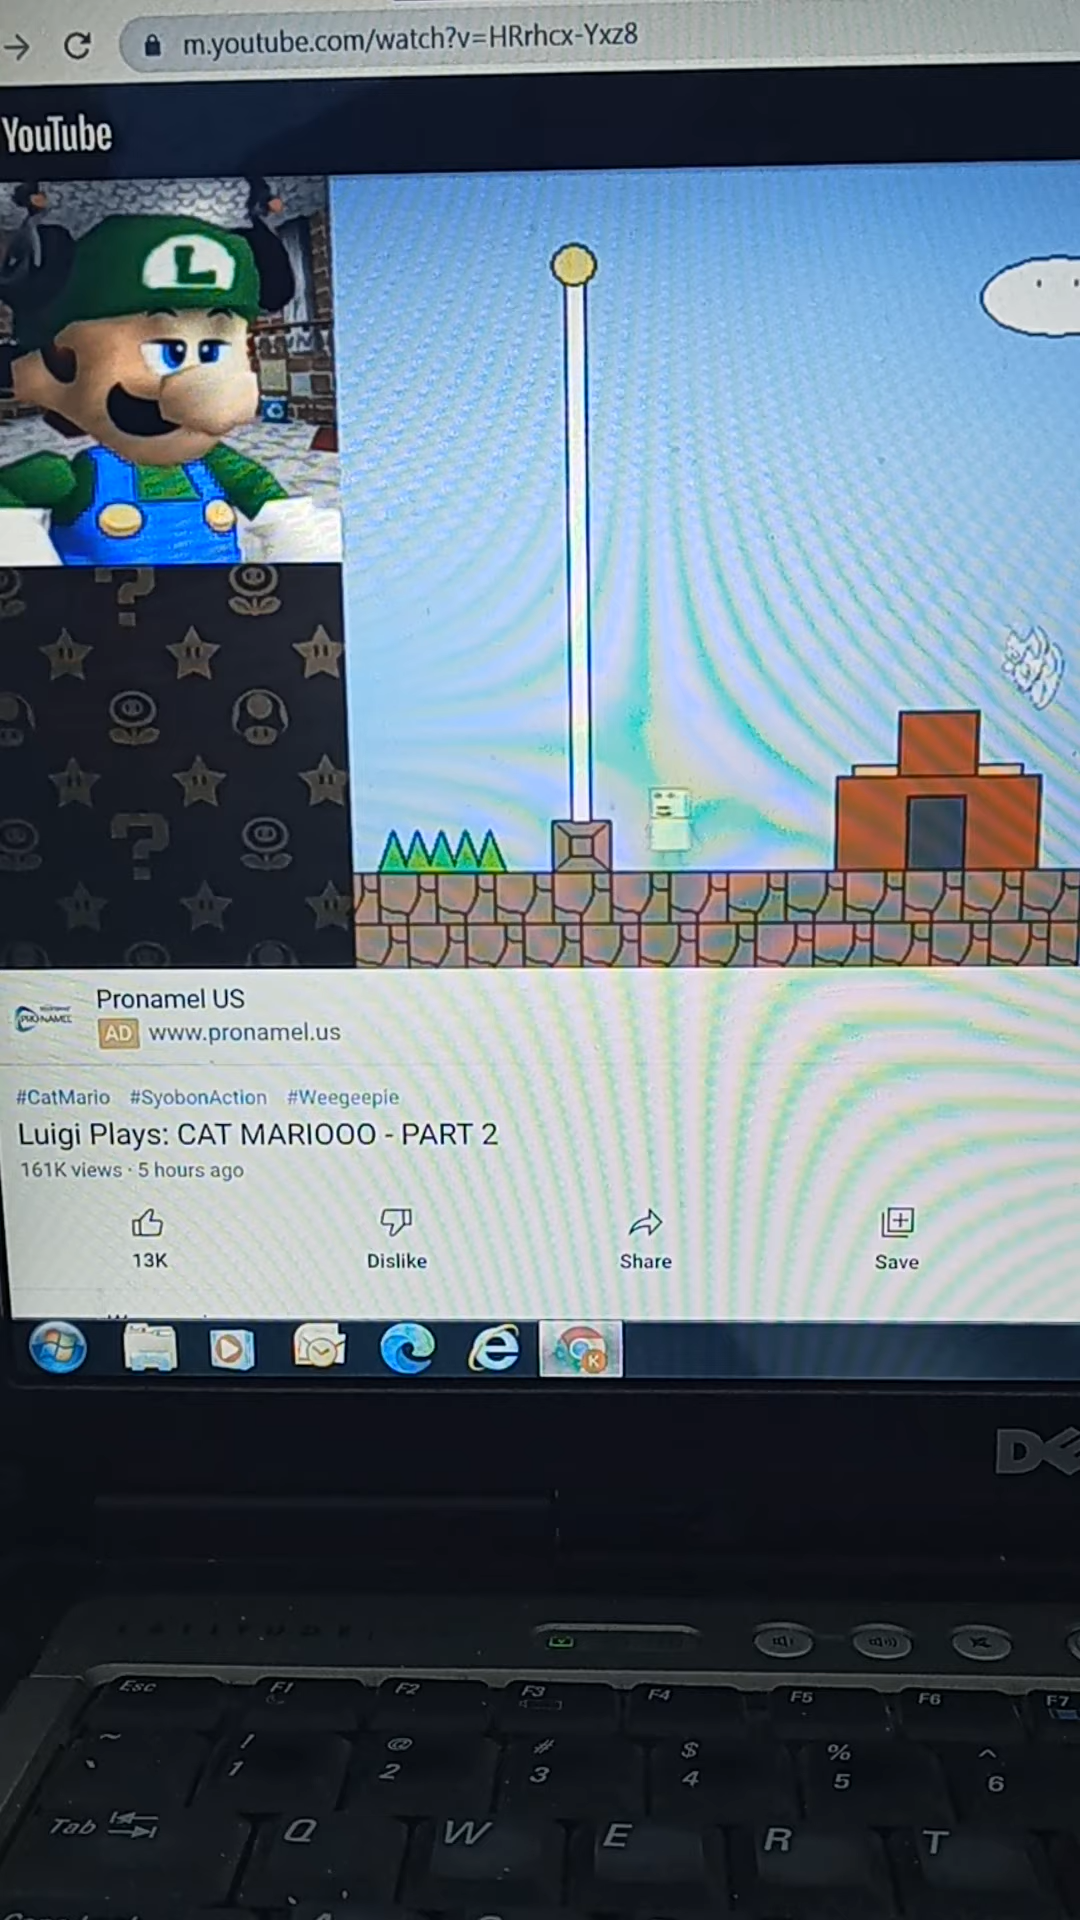 m.youtube.com/watch?v=HRrhcx-Yxz8
YouTube
L
Pronamel US
PRONAMEL
AD www.pronamel.us
#CatMario #SyobonAction #Weegeepie
Luigi Plays: CAT MARIOOO - PART 2
161K views · 5 hours ago
13K
Dislike
Share
Save
K
Esc F1 F2 F3 F4 F5 F6 F7
~ ! @ # $ % ^
` 1 2 3 4 5 6
Tab Q W E R T